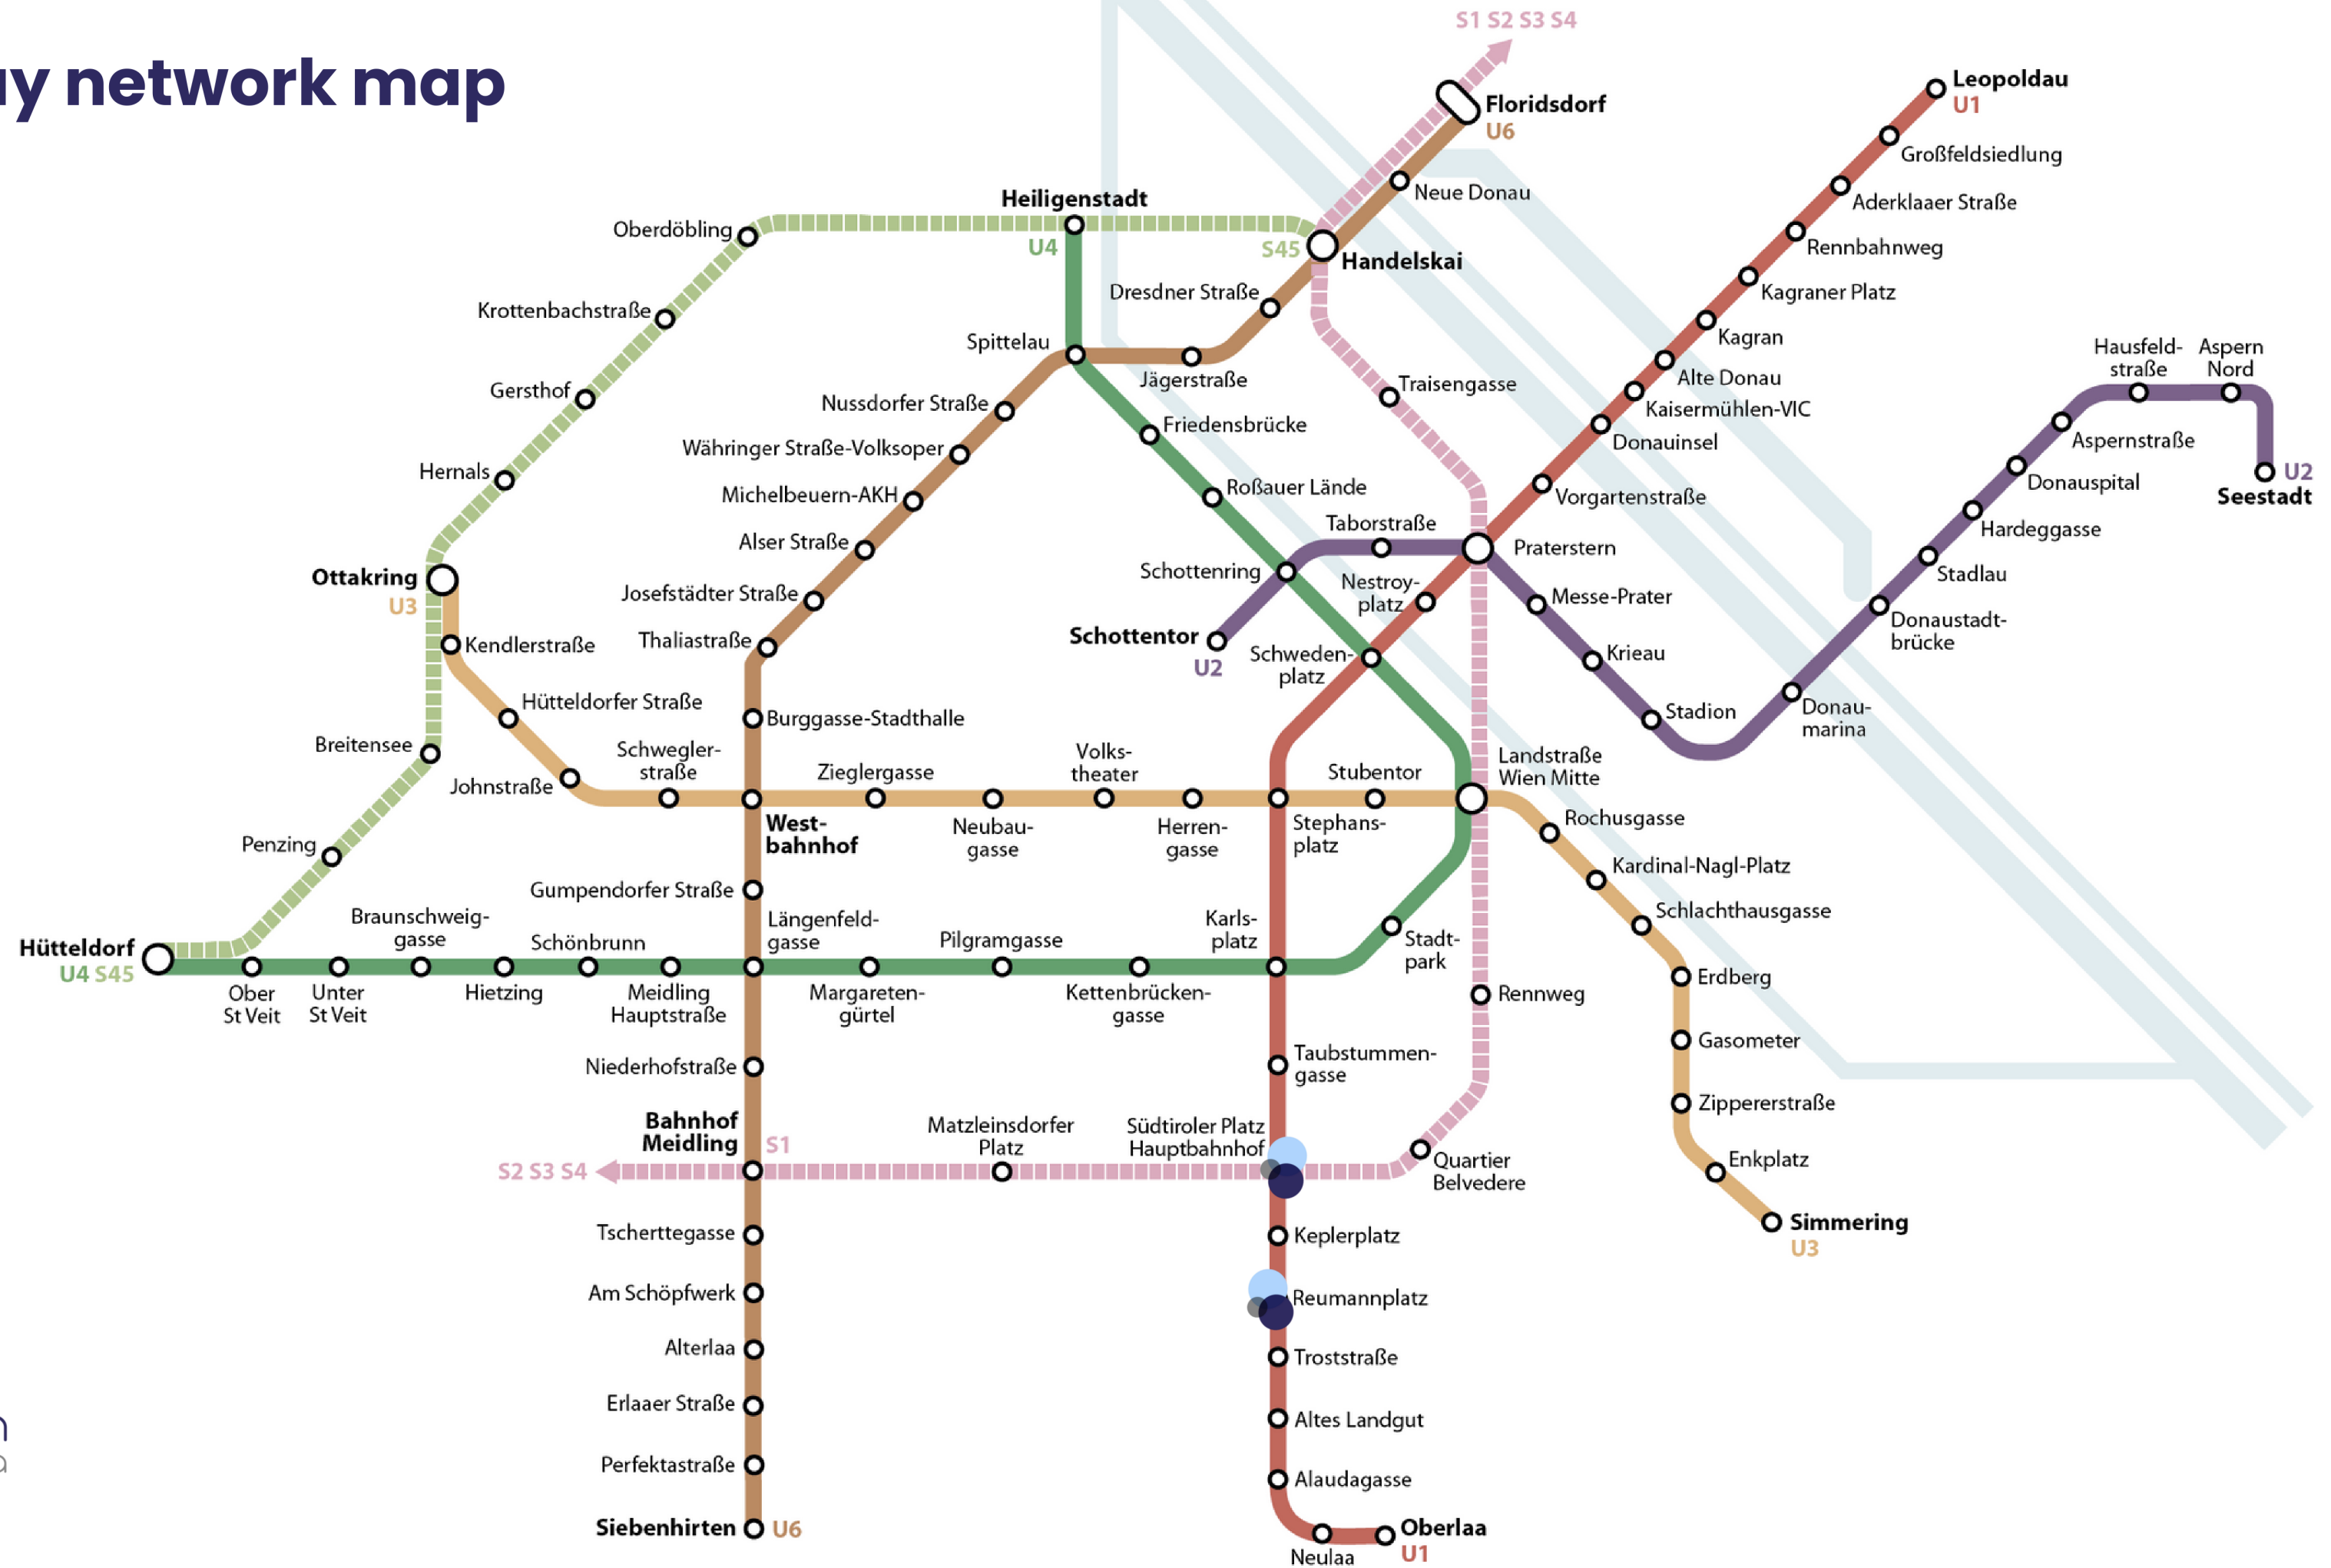 ay network map
S1 S2 S3 S4
Floridsdorf
U6
Leopoldau
U1
Großfeldsiedlung
Neue Donau
Aderklaaer Straße
Heiligenstadt
U4
Oberdöbling
S45
Handelskai
Rennbahnweg
Dresdner Straße
Kagraner Platz
Krottenbachstraße
Kagran
Spittelau
Jägerstraße
Traisengasse
Alte Donau
Hausfeld-
straße
Aspern
Nord
Gersthof
Nussdorfer Straße
Kaisermühlen-VIC
Friedensbrücke
Donauinsel
Aspernstraße
Währinger Straße-Volksoper
Hernals
Michelbeuern-AKH
Roßauer Lände
Vorgartenstraße
Donauspital
U2
Seestadt
Taborstraße
Hardeggasse
Alser Straße
Praterstern
Schottenring
Stadlau
Ottakring
U3
Josefstädter Straße
Nestroy-
platz
Messe-Prater
Donaustadt-
brücke
Kendlerstraße
Thaliastraße
Schottentor
U2
Schweden-
platz
Krieau
Hütteldorfer Straße
Burggasse-Stadthalle
Stadion
Donau-
marina
Breitensee
Johnstraße
Schwegler-
straße
Zieglergasse
Volks-
theater
Stubentor
Landstraße
Wien Mitte
West-
bahnhof
Neubau-
gasse
Herren-
gasse
Stephans-
platz
Rochusgasse
Penzing
Kardinal-Nagl-Platz
Gumpendorfer Straße
Schlachthausgasse
Hütteldorf
U4 S45
Braunschweig-
gasse
Schönbrunn
Längenfeld-
gasse
Pilgramgasse
Karls-
platz
Stadt-
park
Erdberg
Ober
St Veit
Unter
St Veit
Hietzing
Meidling
Hauptstraße
Margareten-
gürtel
Kettenbrücken-
gasse
Rennweg
Gasometer
Niederhofstraße
Taubstummen-
gasse
Zippererstraße
Bahnhof
Meidling
S1
S2 S3 S4
Matzleinsdorfer
Platz
Südtiroler Platz
Hauptbahnhof
Quartier
Belvedere
Enkplatz
Tscherttegasse
Keplerplatz
Simmering
U3
Am Schöpfwerk
Reumannplatz
Alterlaa
Troststraße
Erlaaer Straße
Altes Landgut
Perfektastraße
Alaudagasse
Siebenhirten
U6
Neulaa
Oberlaa
U1